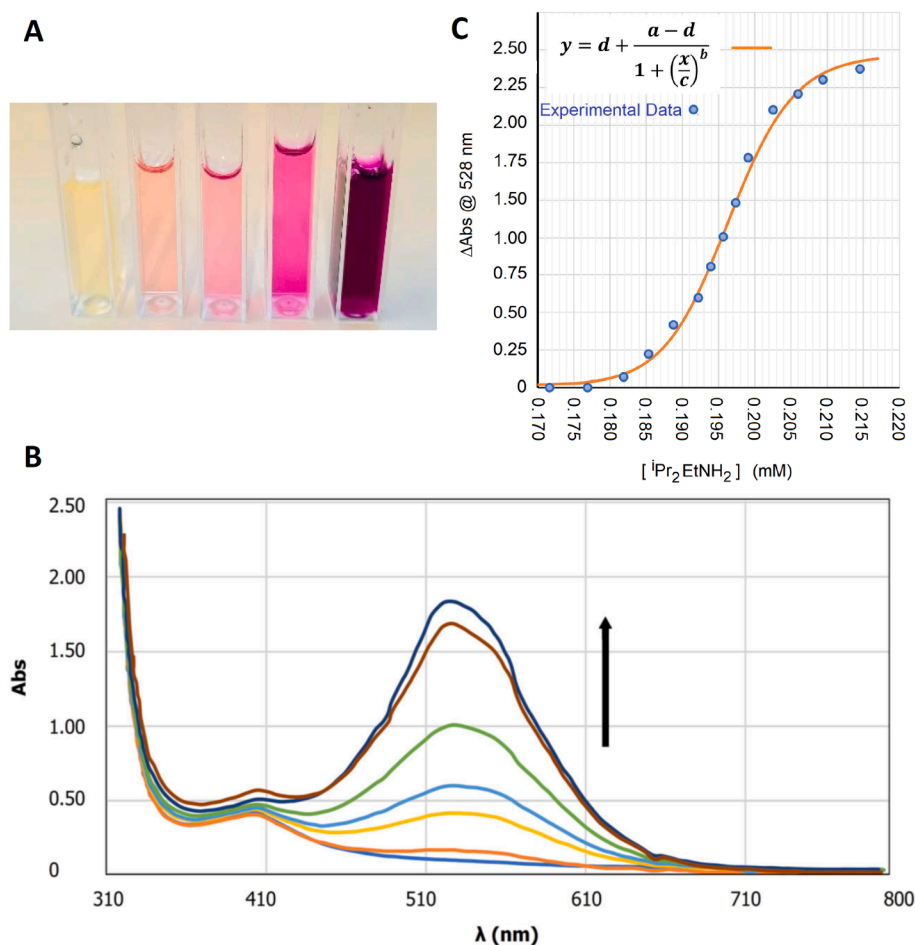 A
C
y = d + (a − d) / (1 + (x/c)^b)
Experimental Data
ΔAbs @ 528 nm
2.50
2.25
2.00
1.75
1.50
1.00
0.75
0.50
0.25
0
0.170 0.175 0.180 0.185 0.190 0.195 0.200 0.205 0.210 0.215 0.220
[ ⁱPr₂EtNH₂ ] (mM)
B
Abs
2.50
2.00
1.50
1.00
0.50
0
310 410 510 610 710 800
λ (nm)